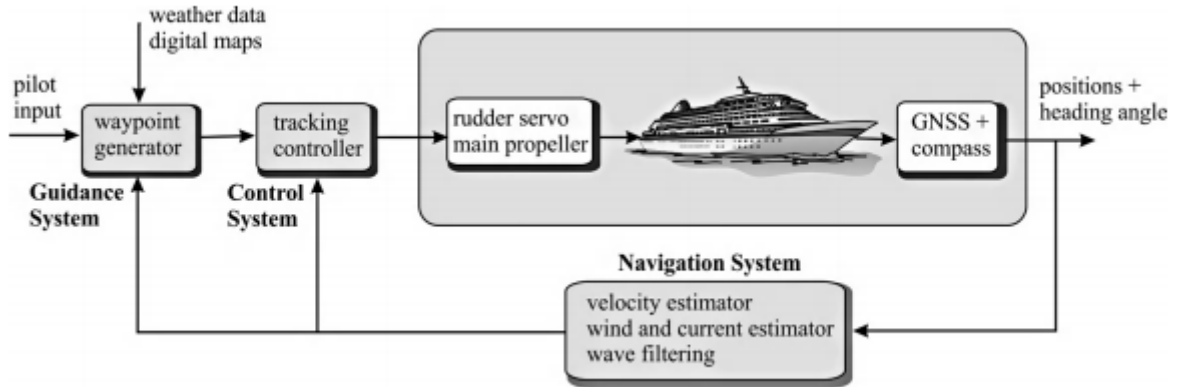 weather data
digital maps
pilot
input
waypoint
generator
Guidance
System
tracking
controller
Control
System
rudder servo
main propeller
GNSS +
compass
positions +
heading angle
Navigation System
velocity estimator
wind and current estimator
wave filtering